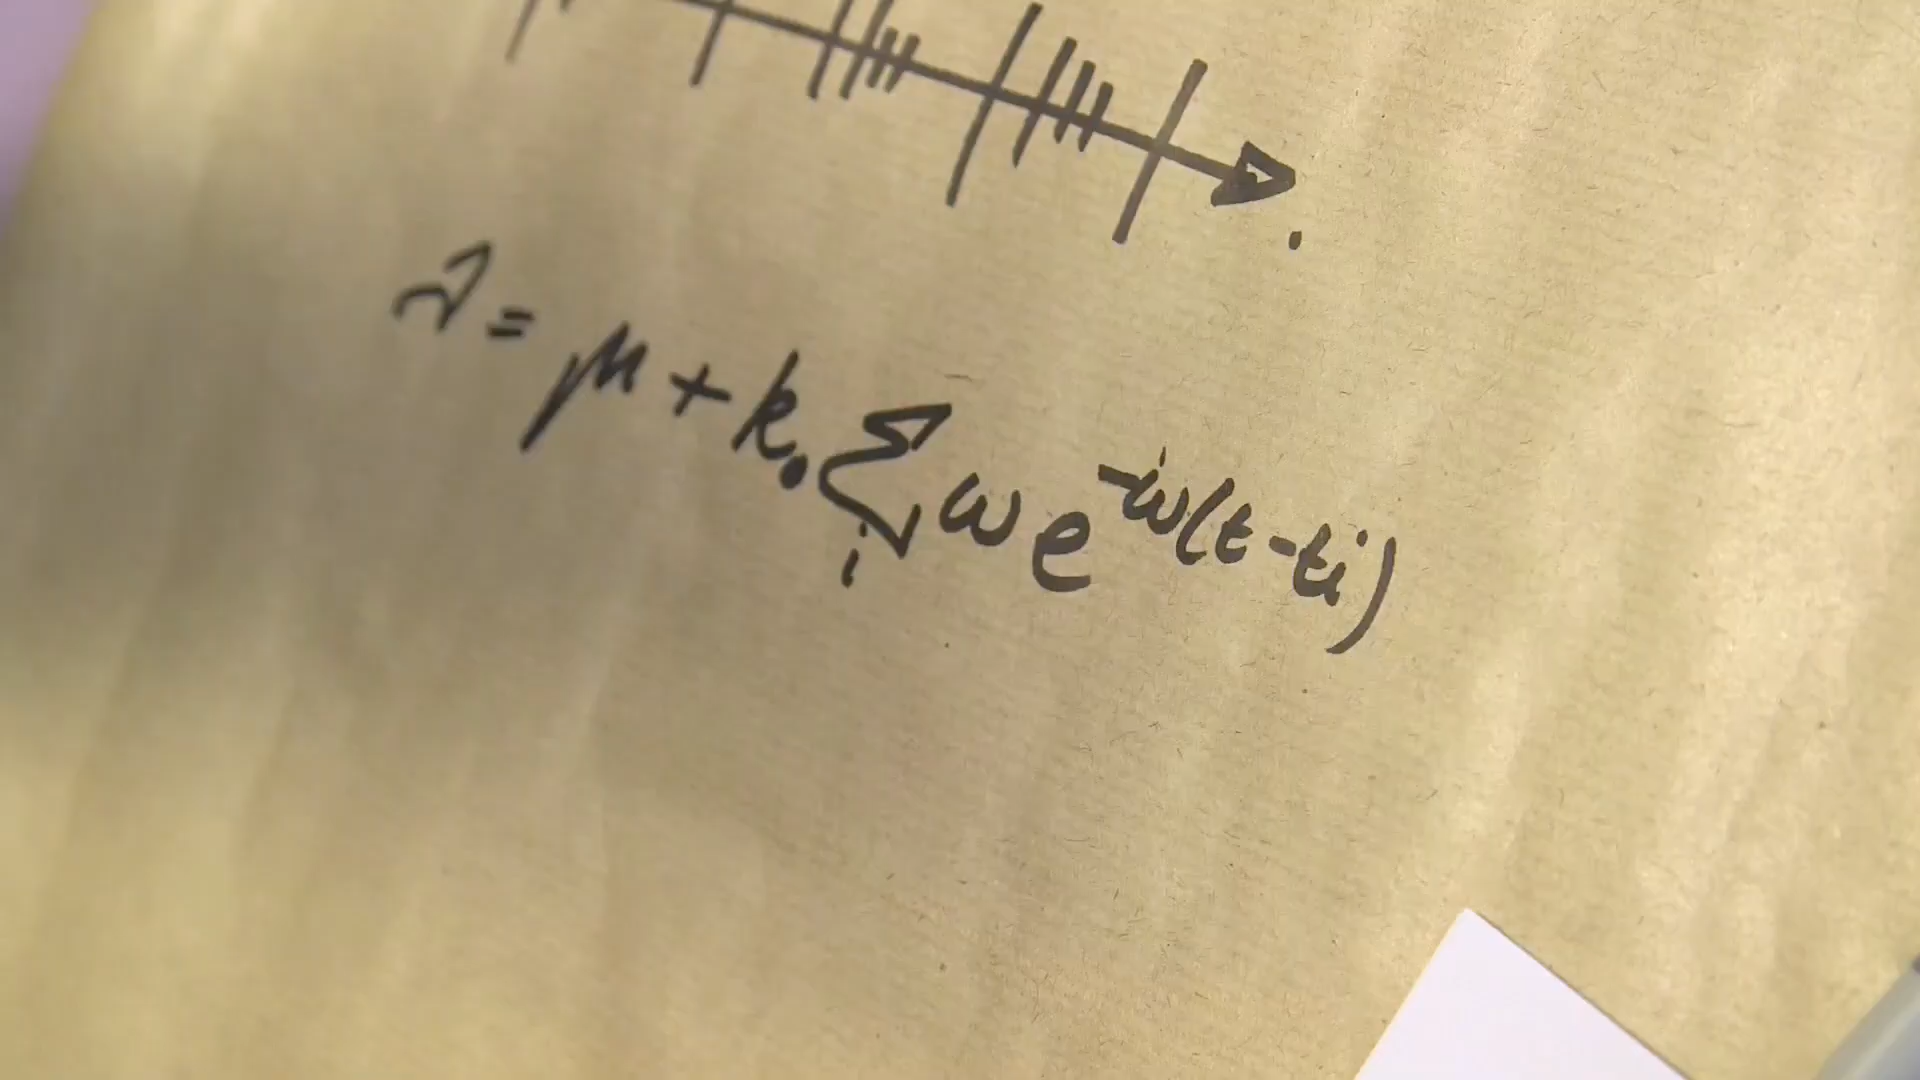 λ = μ + k₀ Σᵢ ω e^{-ω(t - tᵢ)}